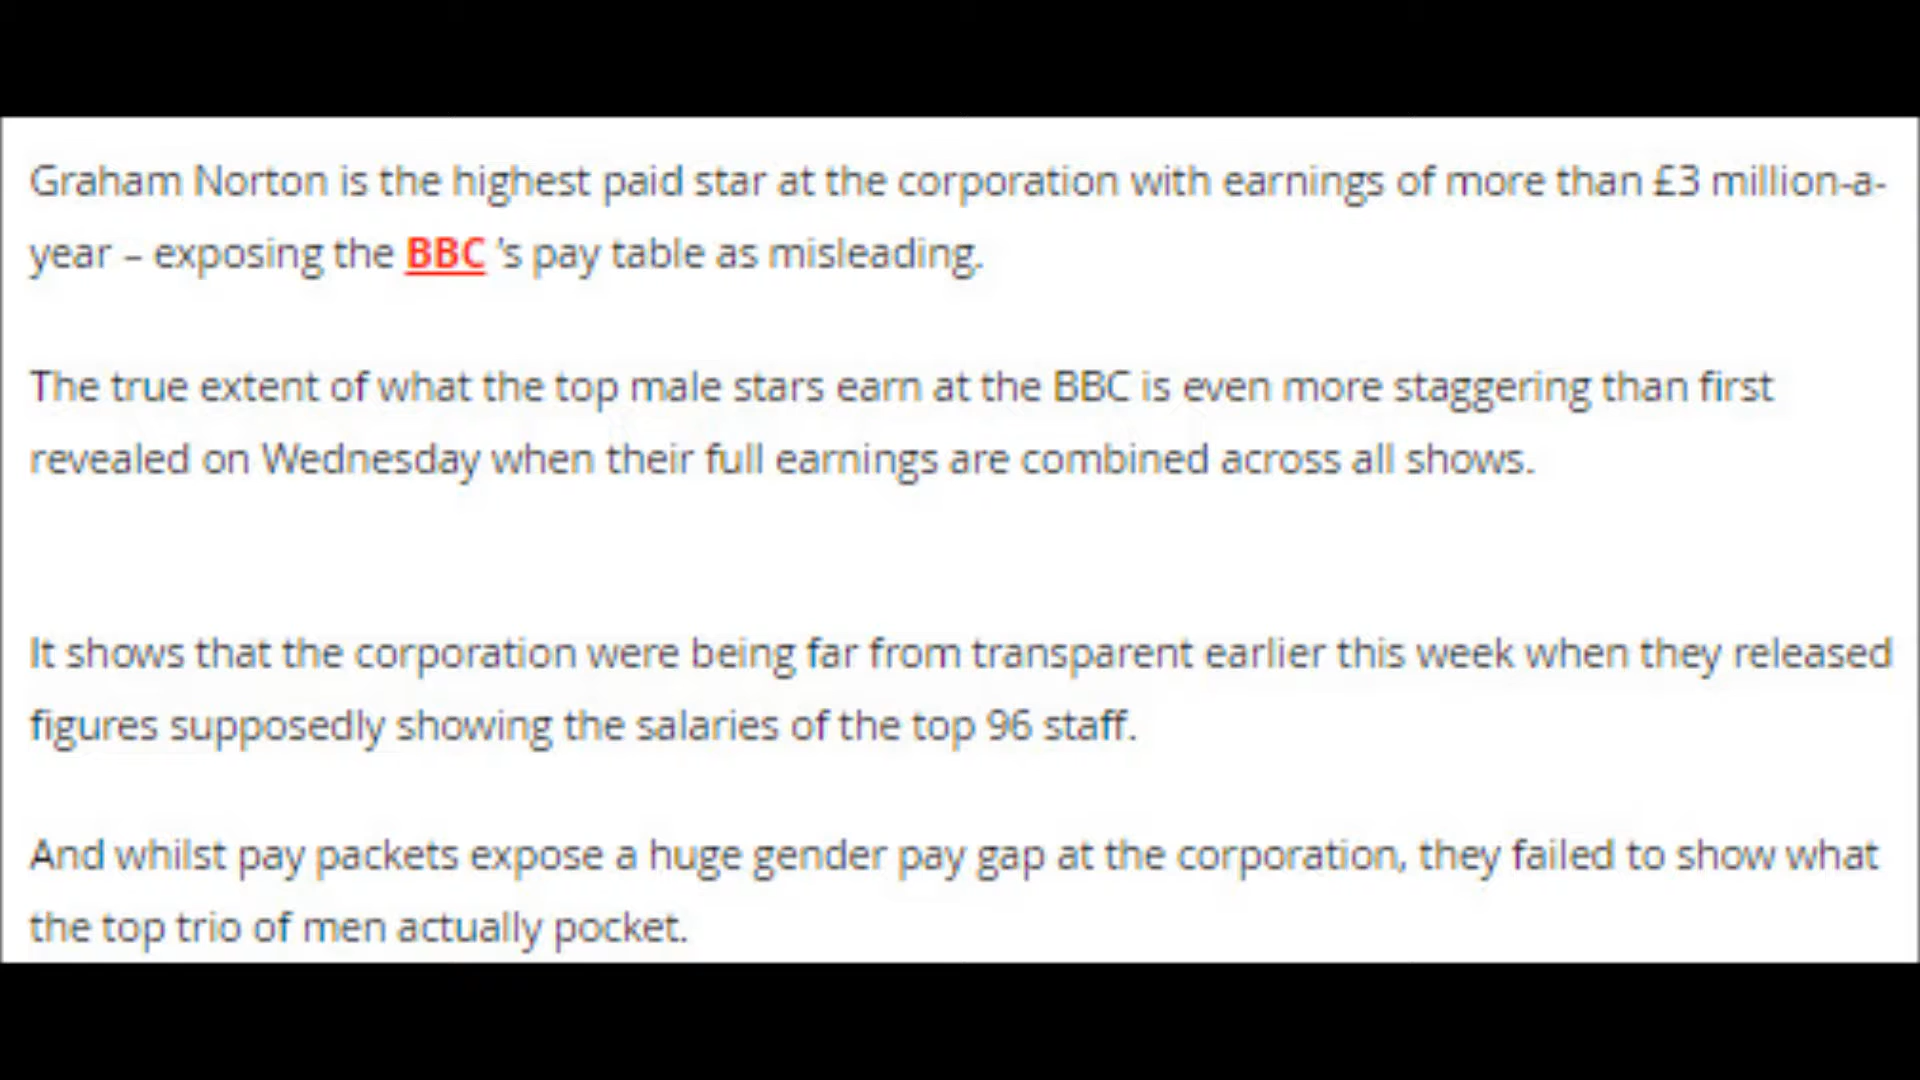 Graham Norton is the highest paid star at the corporation with earnings of more than £3 million-a-
year – exposing the BBC 's pay table as misleading.
The true extent of what the top male stars earn at the BBC is even more staggering than first
revealed on Wednesday when their full earnings are combined across all shows.
It shows that the corporation were being far from transparent earlier this week when they released
figures supposedly showing the salaries of the top 96 staff.
And whilst pay packets expose a huge gender pay gap at the corporation, they failed to show what
the top trio of men actually pocket.